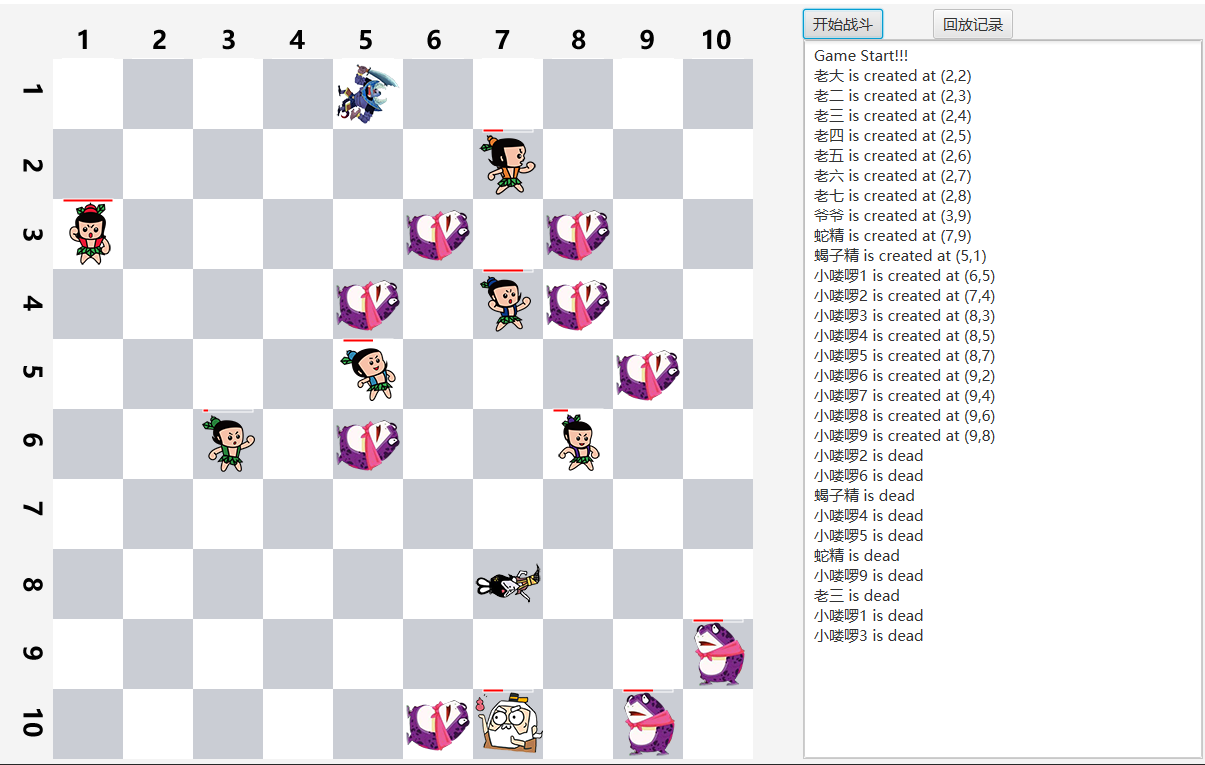 开始战斗 回放记录
1 2 3 4 5 6 7 8 9 10
1
2
3
4
5
6
7
8
9
10
Game Start!!!
老大 is created at (2,2)
老二 is created at (2,3)
老三 is created at (2,4)
老四 is created at (2,5)
老五 is created at (2,6)
老六 is created at (2,7)
老七 is created at (2,8)
爷爷 is created at (3,9)
蛇精 is created at (7,9)
蝎子精 is created at (5,1)
小喽啰1 is created at (6,5)
小喽啰2 is created at (7,4)
小喽啰3 is created at (8,3)
小喽啰4 is created at (8,5)
小喽啰5 is created at (8,7)
小喽啰6 is created at (9,2)
小喽啰7 is created at (9,4)
小喽啰8 is created at (9,6)
小喽啰9 is created at (9,8)
小喽啰2 is dead
小喽啰6 is dead
蝎子精 is dead
小喽啰4 is dead
小喽啰5 is dead
蛇精 is dead
小喽啰9 is dead
老三 is dead
小喽啰1 is dead
小喽啰3 is dead